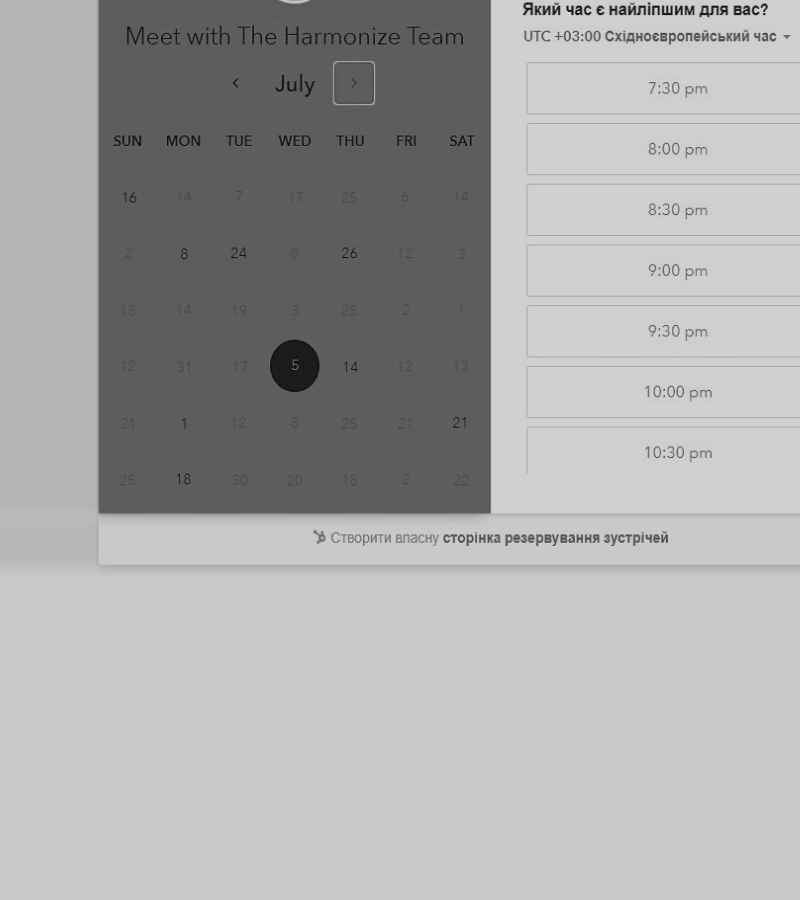 Meet with The Harmonize Team
July
SUN MON TUE WED THU FRI SAT
16 14 7 17 25 6 14
2 8 24 8 26 12 3
18 14 19 3 25 2 1
12 31 17 5 14 12 13
21 1 12 8 25 21 21
25 18 30 20 18 2 22
Який час є найліпшим для вас?
UTC +03:00 Східноєвропейський час
7:30 pm
8:00 pm
8:30 pm
9:00 pm
9:30 pm
10:00 pm
10:30 pm
Створити власну сторінка резервування зустрічей